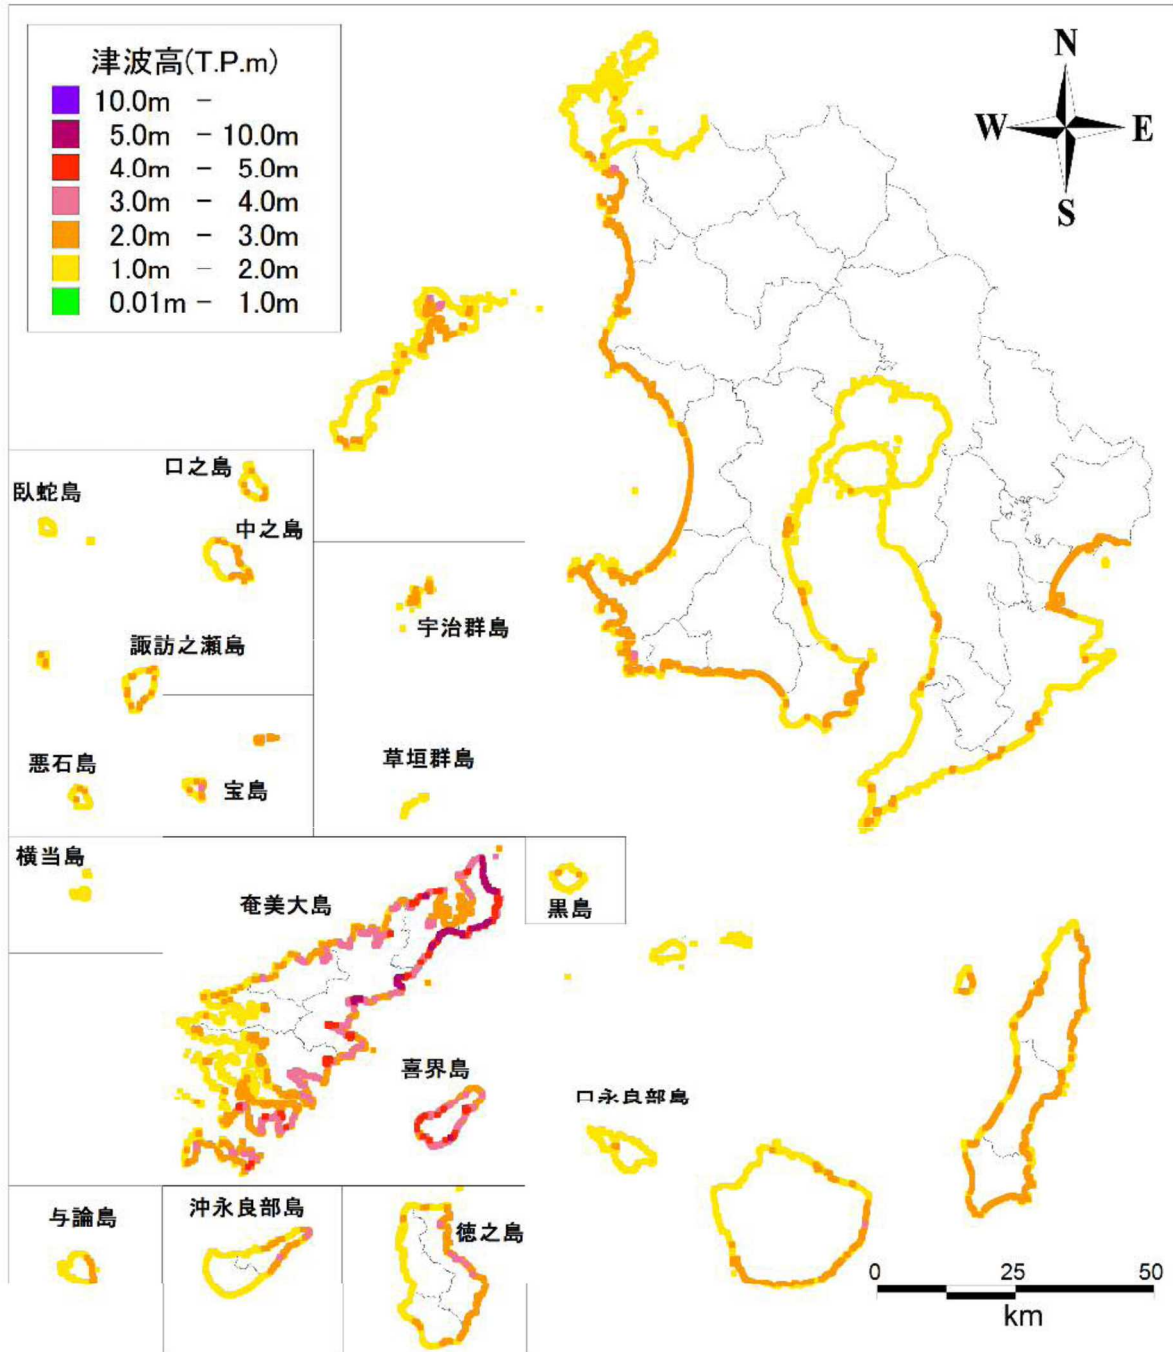 津波高(T.P.m)
10.0m -
5.0m - 10.0m
4.0m - 5.0m
3.0m - 4.0m
2.0m - 3.0m
1.0m - 2.0m
0.01m - 1.0m
N
W E
S
口之島
臥蛇島
中之島
宇治群島
諏訪之瀬島
草垣群島
悪石島
宝島
横当島
奄美大島
黒島
喜界島
口永良部島
与論島
沖永良部島
徳之島
0 25 50
km